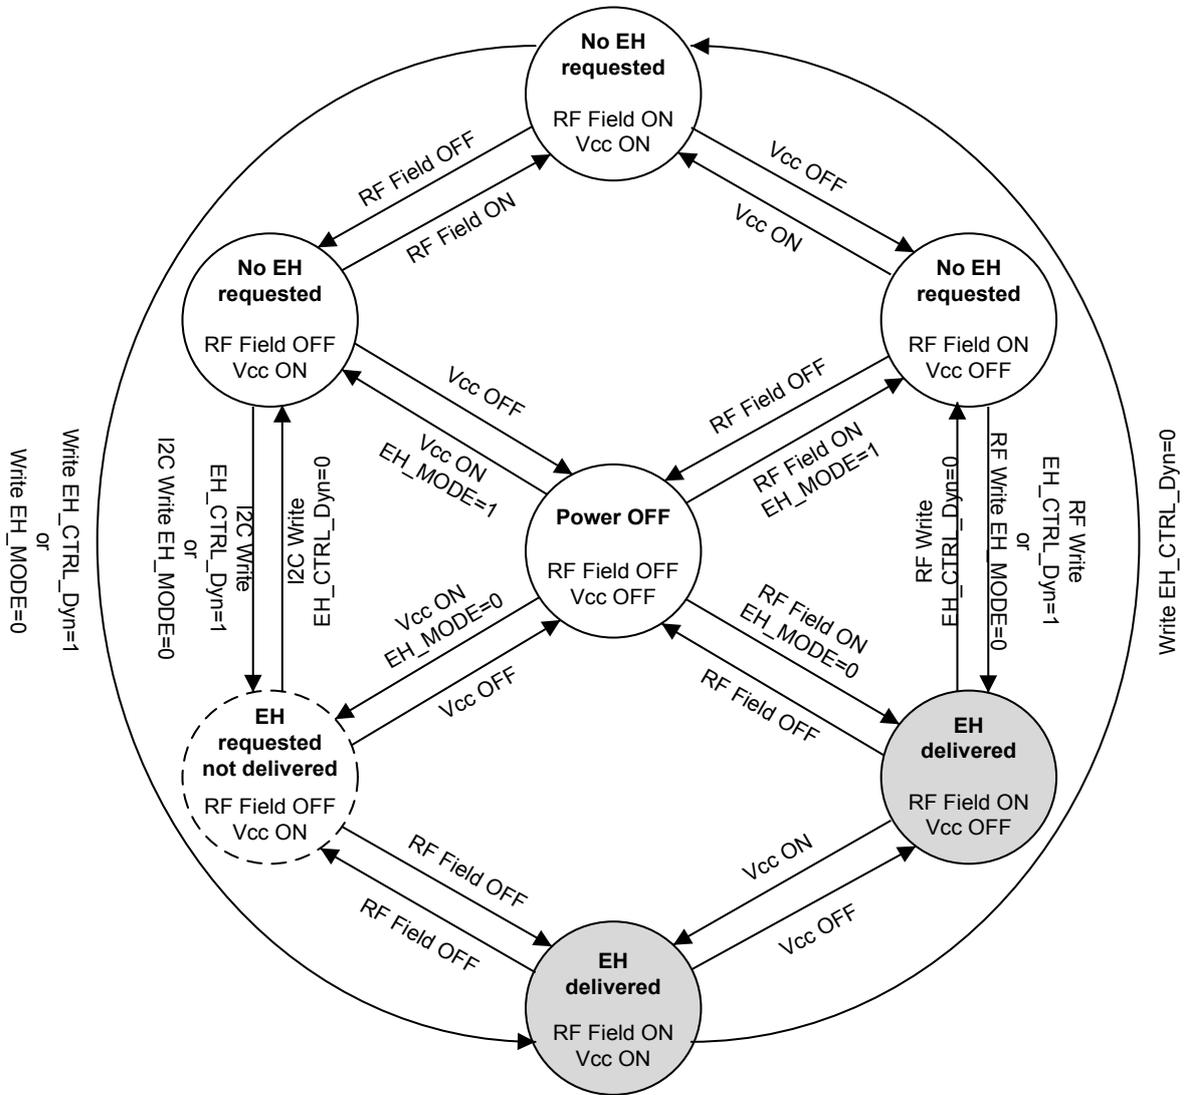 No EH
requested
RF Field ON
Vcc ON
RF Field OFF
RF Field ON
Vcc OFF
Vcc ON
No EH
requested
RF Field OFF
Vcc ON
No EH
requested
RF Field ON
Vcc OFF
Vcc OFF
Vcc ON
EH_MODE=1
RF Field OFF
RF Field ON
EH_MODE=1
Write EH_CTRL_Dyn=1
or
Write EH_MODE=0
I2C Write
EH_CTRL_Dyn=1
or
I2C Write EH_MODE=0
I2C Write
EH_CTRL_Dyn=0
Power OFF
RF Field OFF
Vcc OFF
RF Write
EH_CTRL_Dyn=0
RF Write
EH_CTRL_Dyn=1
or
RF Write EH_MODE=0
Write EH_CTRL_Dyn=0
Vcc ON
EH_MODE=0
Vcc OFF
RF Field ON
EH_MODE=0
RF Field OFF
EH
requested
not delivered
RF Field OFF
Vcc ON
EH
delivered
RF Field ON
Vcc OFF
RF Field OFF
RF Field OFF
Vcc ON
Vcc OFF
EH
delivered
RF Field ON
Vcc ON